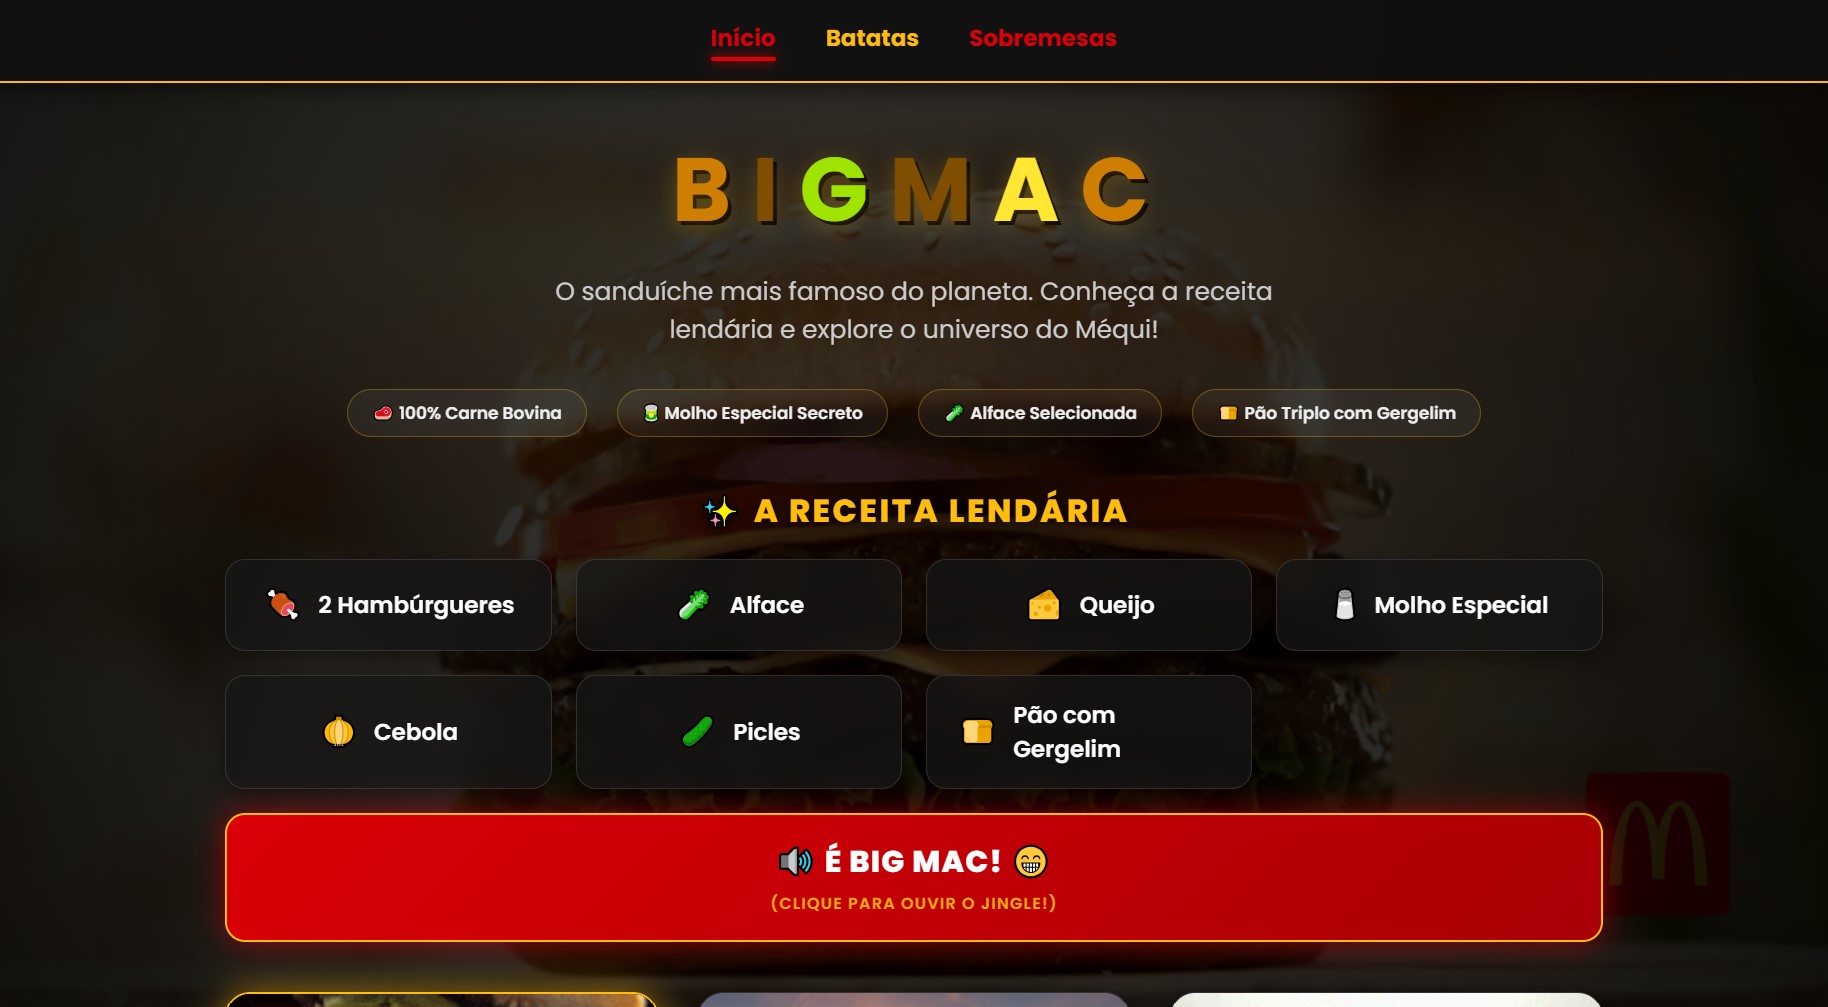 Início Batatas Sobremesas
BIGMAC
O sanduíche mais famoso do planeta. Conheça a receita
lendária e explore o universo do Méqui!
🥩 100% Carne Bovina 🥫 Molho Especial Secreto 🥬 Alface Selecionada 🍞 Pão Triplo com Gergelim
✨ A RECEITA LENDÁRIA
🍖 2 Hambúrgueres 🥬 Alface 🧀 Queijo 🧂 Molho Especial
🧅 Cebola 🥒 Picles 🍞 Pão com
Gergelim
🔊 É BIG MAC! 😁
(CLIQUE PARA OUVIR O JINGLE!)